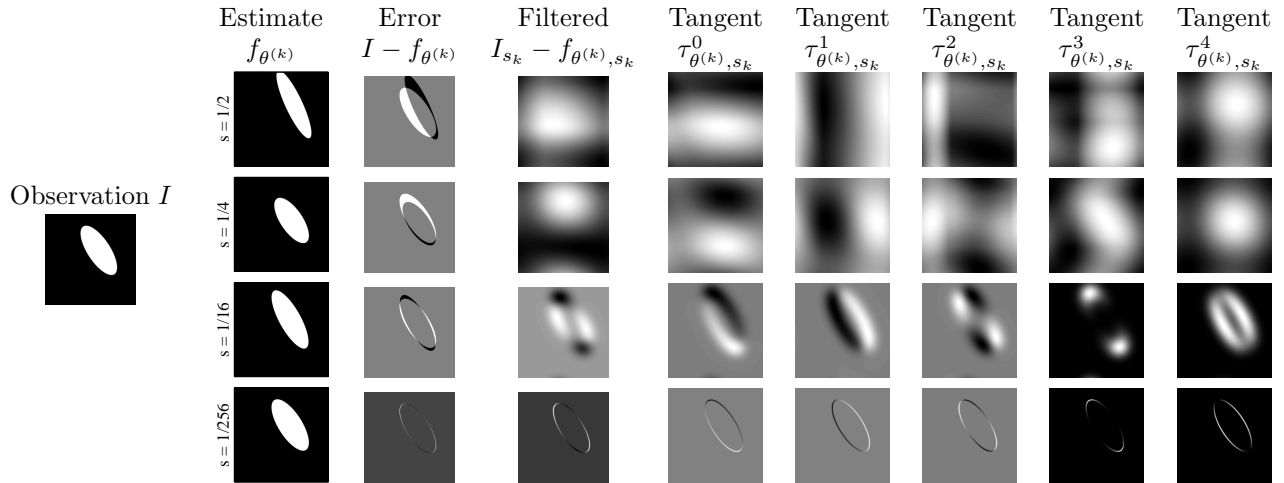 Estimate Error Filtered Tangent Tangent Tangent Tangent Tangent
f_{θ^{(k)}} I − f_{θ^{(k)}} I_{s_k} − f_{θ^{(k)},s_k} τ^0_{θ^{(k)},s_k} τ^1_{θ^{(k)},s_k} τ^2_{θ^{(k)},s_k} τ^3_{θ^{(k)},s_k} τ^4_{θ^{(k)},s_k}
s = 1/2
Observation I
s = 1/4
s = 1/16
s = 1/256